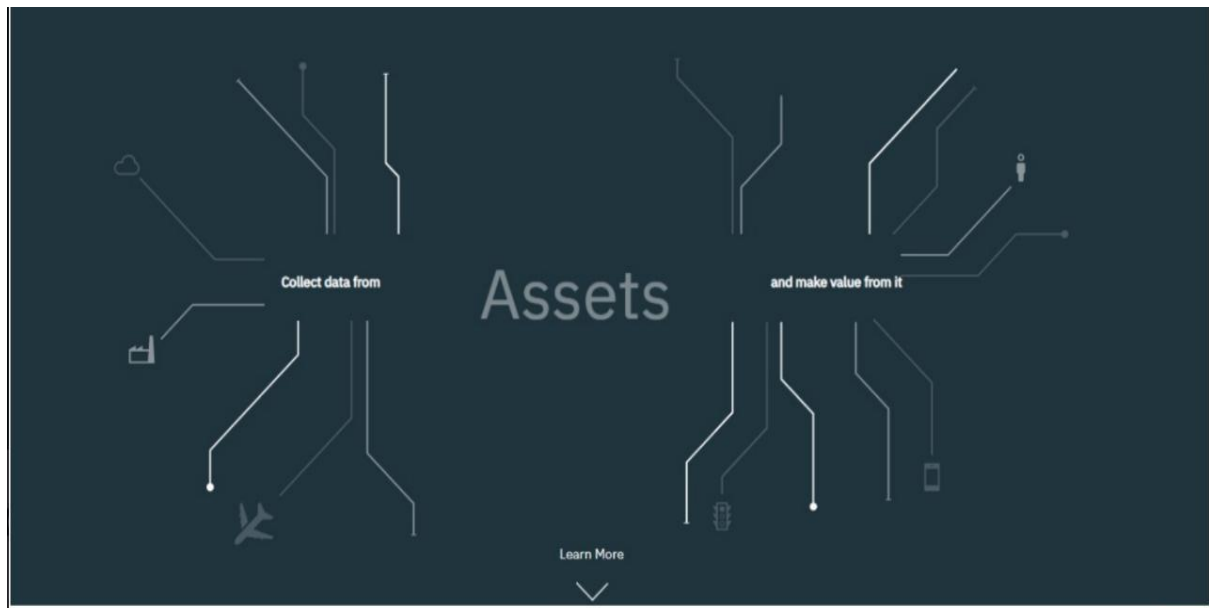 Collect data from
Assets
and make value from it
Learn More